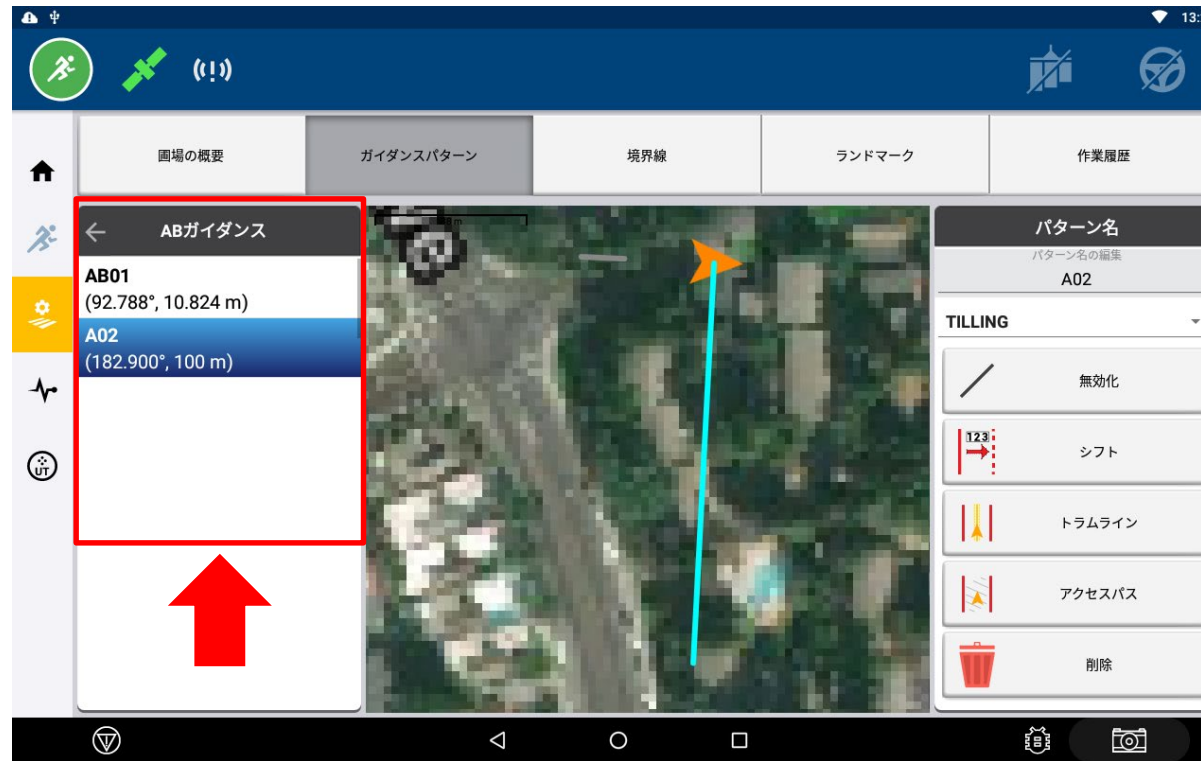 13:
圃場の概要
ガイダンスパターン
境界線
ランドマーク
作業履歴
ABガイダンス
AB01
(92.788°, 10.824 m)
A02
(182.900°, 100 m)
パターン名
パターン名の編集
A02
TILLING
無効化
123
シフト
トラムライン
アクセスパス
削除
UT